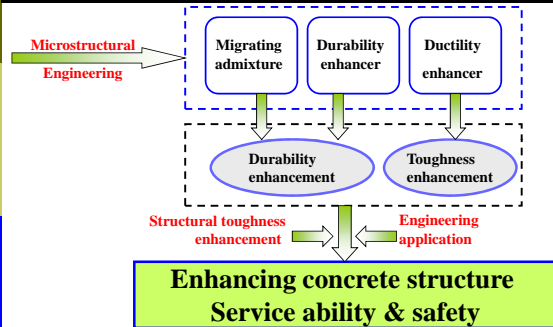 Microstructural
Engineering
Migrating
admixture
Durability
enhancer
Ductility
enhancer
Durability
enhancement
Toughness
enhancement
Structural toughness
enhancement
Engineering
application
Enhancing concrete structure
Service ability & safety